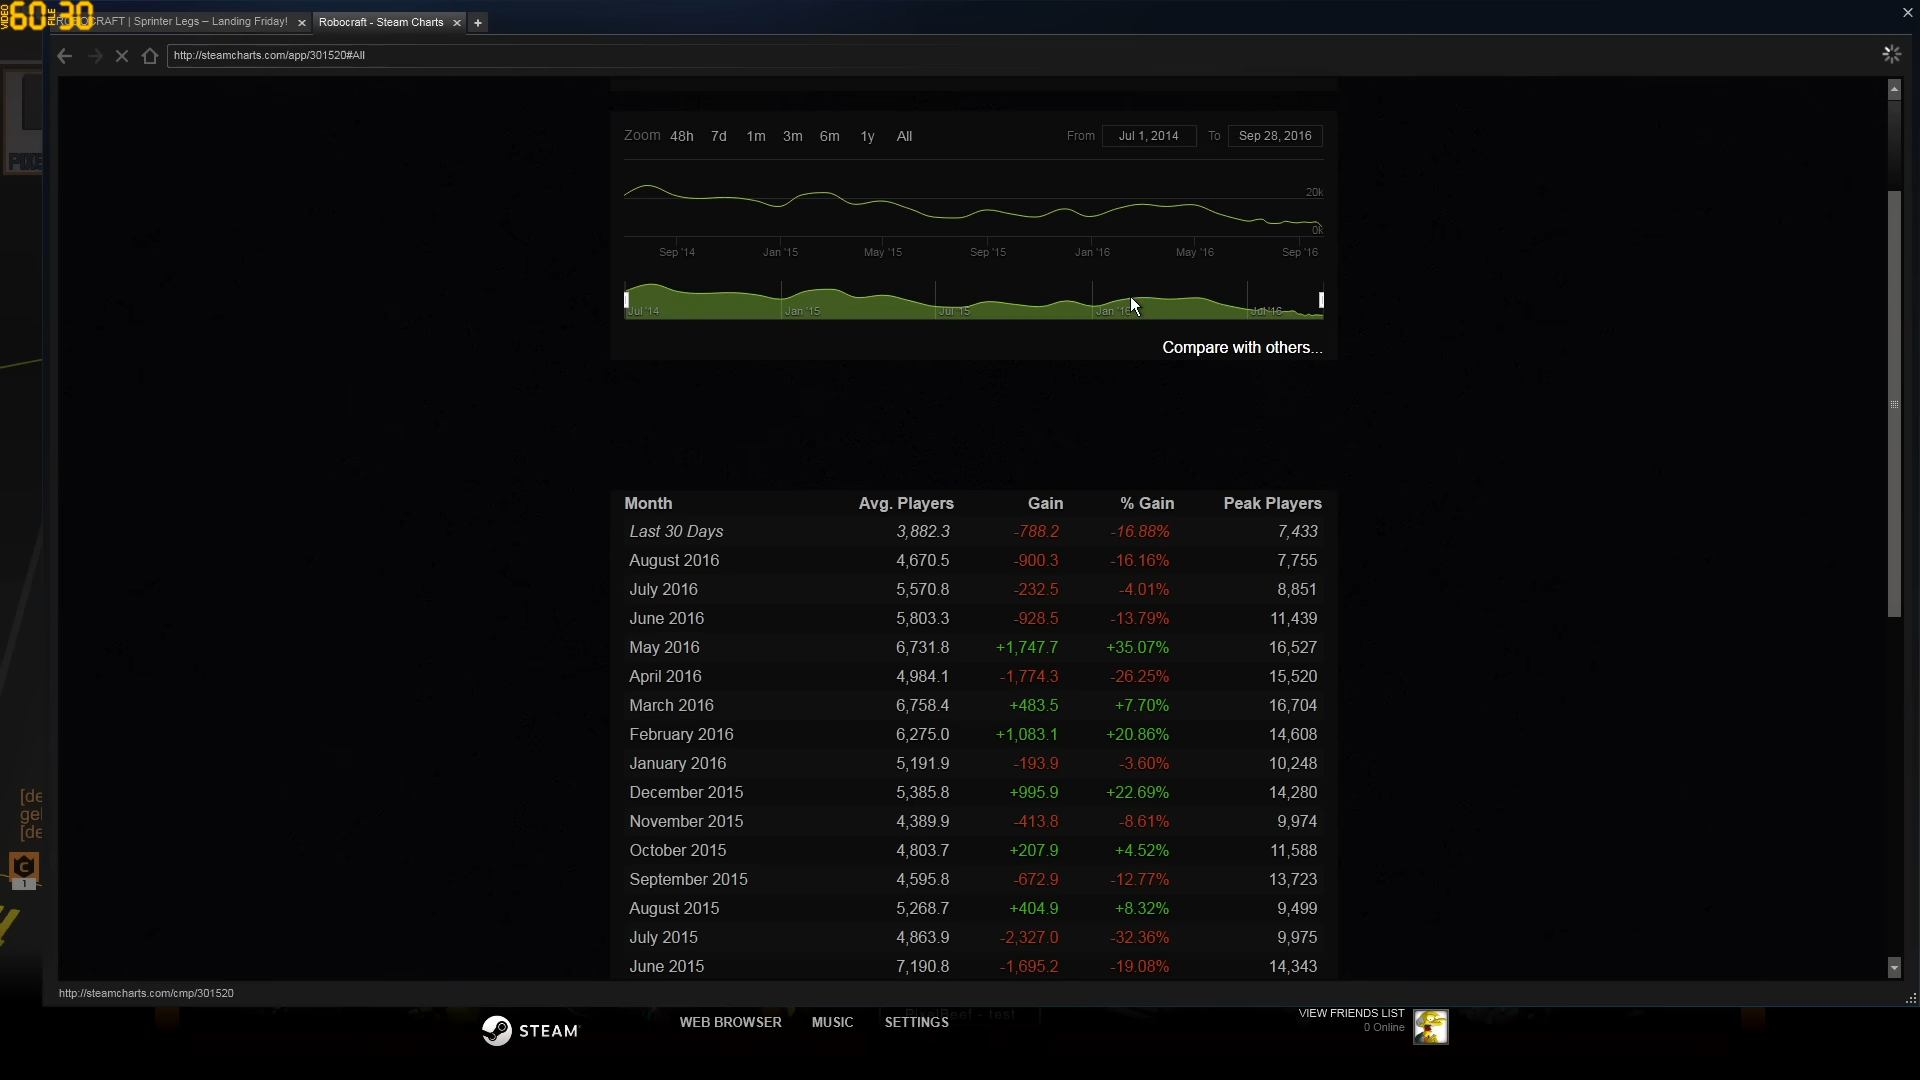 VIDEO
60
FILE
30
ROBOCRAFT | Sprinter Legs – Landing Friday!
Robocraft - Steam Charts
http://steamcharts.com/app/301520#All
Zoom 48h 7d 1m 3m 6m 1y All From Jul 1, 2014 To Sep 28, 2016
20k
0k
Sep '14 Jan '15 May '15 Sep '15 Jan '16 May '16 Sep '16
Jul '14 Jan '15 Jul '15 Jan '16 Jul '16
Compare with others...
Month Avg. Players Gain % Gain Peak Players
Last 30 Days 3,882.3 -788.2 -16.88% 7,433
August 2016 4,670.5 -900.3 -16.16% 7,755
July 2016 5,570.8 -232.5 -4.01% 8,851
June 2016 5,803.3 -928.5 -13.79% 11,439
May 2016 6,731.8 +1,747.7 +35.07% 16,527
April 2016 4,984.1 -1,774.3 -26.25% 15,520
March 2016 6,758.4 +483.5 +7.70% 16,704
February 2016 6,275.0 +1,083.1 +20.86% 14,608
January 2016 5,191.9 -193.9 -3.60% 10,248
December 2015 5,385.8 +995.9 +22.69% 14,280
November 2015 4,389.9 -413.8 -8.61% 9,974
October 2015 4,803.7 +207.9 +4.52% 11,588
September 2015 4,595.8 -672.9 -12.77% 13,723
August 2015 5,268.7 +404.9 +8.32% 9,499
July 2015 4,863.9 -2,327.0 -32.36% 9,975
June 2015 7,190.8 -1,695.2 -19.08% 14,343
[de
gel
[de
C
1
http://steamcharts.com/cmp/301520
STEAM
WEB BROWSER MUSIC SETTINGS
PixelBeef - test
VIEW FRIENDS LIST
0 Online